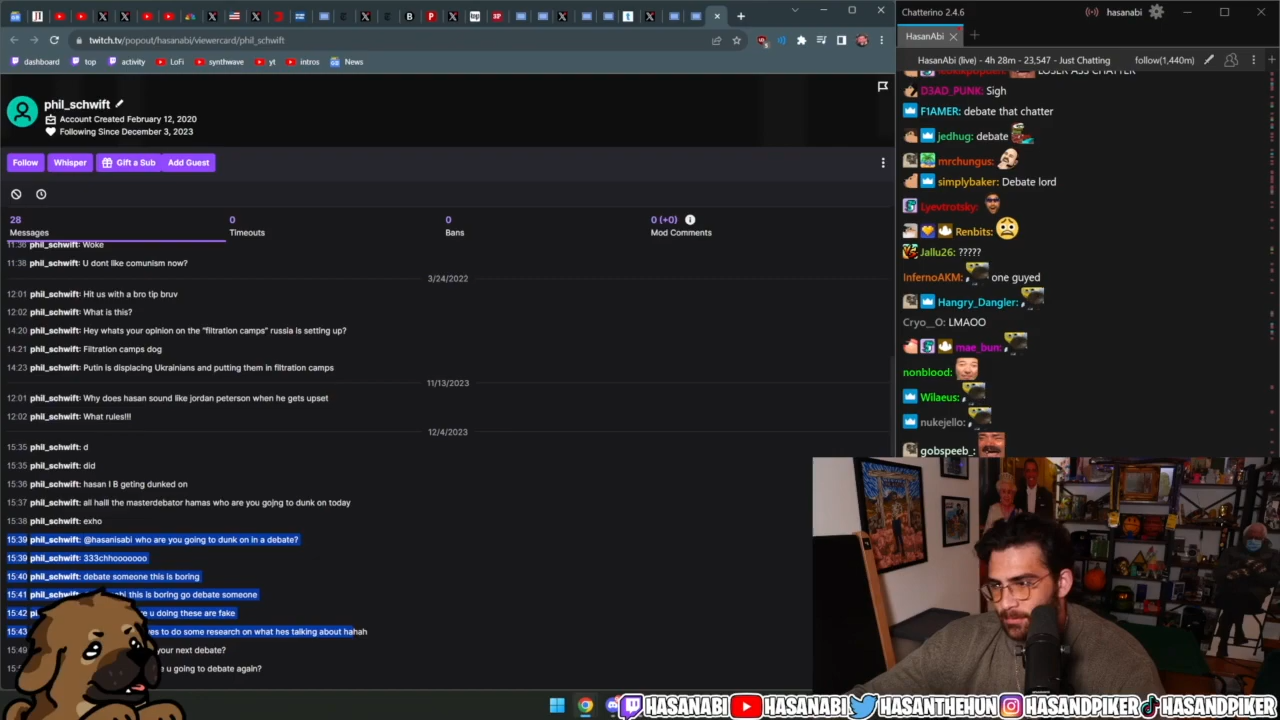 twitch.tv/popout/hasanabi/viewercard/phil_schwift
dashboard
top
activity
LoFi
synthwave
yt
intros
News
phil_schwift
Account Created February 12, 2020
Following Since December 3, 2023
Follow
Whisper
Gift a Sub
Add Guest
28
Messages
0
Timeouts
0
Bans
0 (+0)
Mod Comments
11:36 phil_schwift: Woke
11:38 phil_schwift: U dont like comunism now?
3/24/2022
12:01 phil_schwift: Hit us with a bro tip bruv
12:02 phil_schwift: What is this?
14:20 phil_schwift: Hey whats your opinion on the "filtration camps" russia is setting up?
14:21 phil_schwift: Filtration camps dog
14:23 phil_schwift: Putin is displacing Ukrainians and putting them in filtration camps
11/13/2023
12:01 phil_schwift: Why does hasan sound like jordan peterson when he gets upset
12:02 phil_schwift: What rules!!!
12/4/2023
15:35 phil_schwift: d
15:35 phil_schwift: did
15:36 phil_schwift: hasan I B geting dunked on
15:37 phil_schwift: all haill the masterdebator hamas who are you gojng to dunk on today
15:38 phil_schwift: exho
15:39 phil_schwift: @hasanisabi who are you going to dunk on in a debate?
15:39 phil_schwift: 333chhooooooo
15:40 phil_schwift: debate someone this is boring
15:41 phil_schwift: this is boring go debate someone
15:42 u doing these are fake
15:43 to do some research on what hes talking about hahah
15:49 your next debate?
u going to debate again?
Chatterino 2.4.6
hasanabi
HasanAbi
HasanAbi (live) - 4h 28m - 23,547 - Just Chatting
follow(1,440m)
LOSER ASS CHATTER
D3AD_PUNK: Sigh
F1AMER: debate that chatter
jedhug: debate
mrchungus:
simplybaker: Debate lord
Lyevtrotsky:
Renbits:
Jallu26: ?????
InfernoAKM: one guyed
Hangry_Dangler:
Cryo__O: LMAOO
mae_bun:
nonblood:
Wilaeus:
nukejello:
gobspeeb_:
HASANABI
HASANABI
HASANTHEHUN
HASANDPIKER
HASANDPIKER